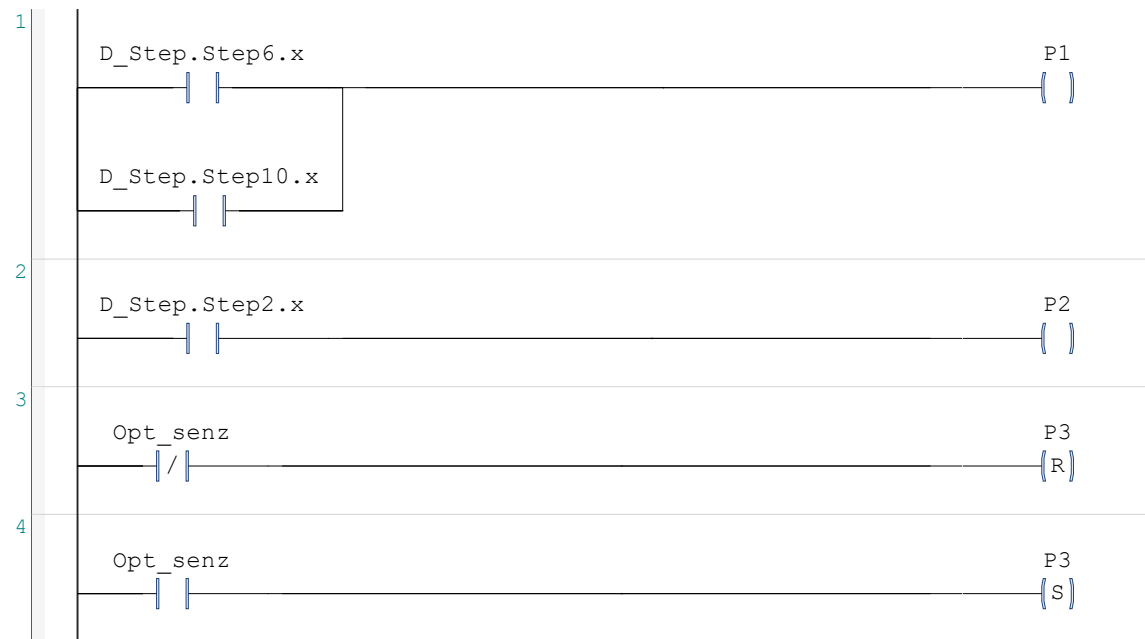 1
D_Step.Step6.x P1
D_Step.Step10.x
2
D_Step.Step2.x P2
3
Opt_senz P3
/ R
4
Opt_senz P3
S